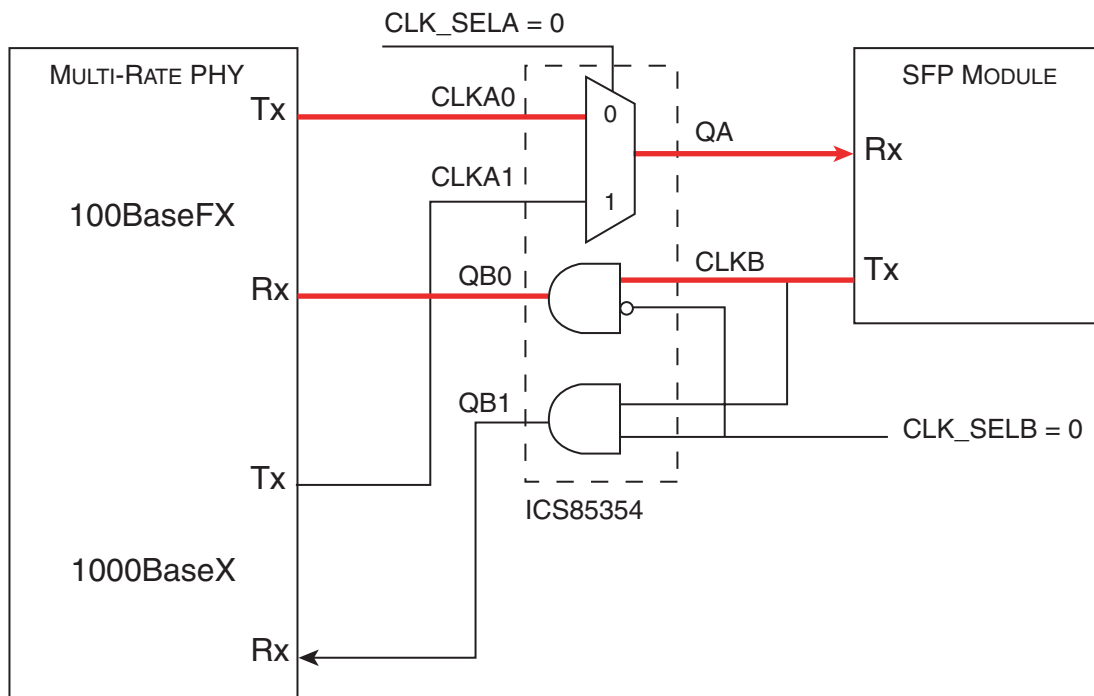 CLK_SELA = 0
MULTI-RATE PHY
SFP MODULE
Tx
CLKA0
0
QA
Rx
CLKA1
1
100BaseFX
Rx
QB0
CLKB
Tx
QB1
CLK_SELB = 0
Tx
ICS85354
1000BaseX
Rx